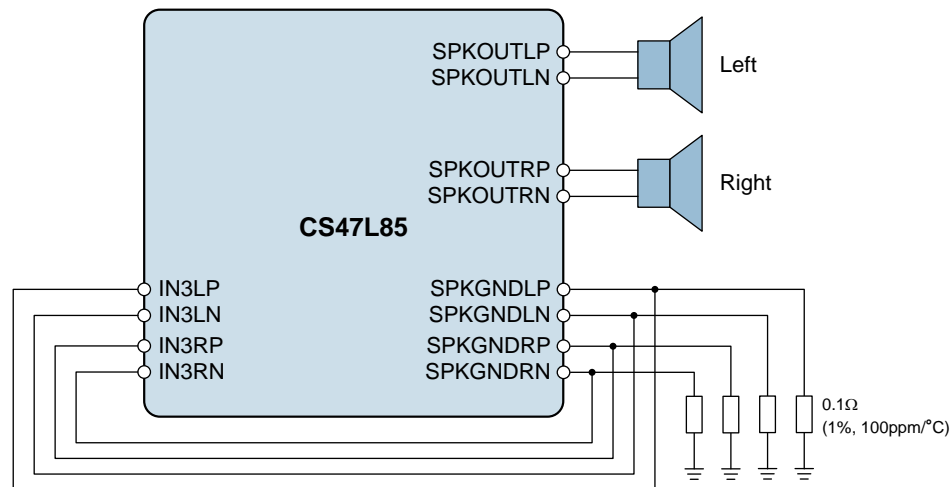 SPKOUTLP
SPKOUTLN
Left
SPKOUTRP
SPKOUTRN
Right
CS47L85
IN3LP
IN3LN
IN3RP
IN3RN
SPKGNDLP
SPKGNDLN
SPKGNDRP
SPKGNDRN
0.1Ω
(1%, 100ppm/°C)